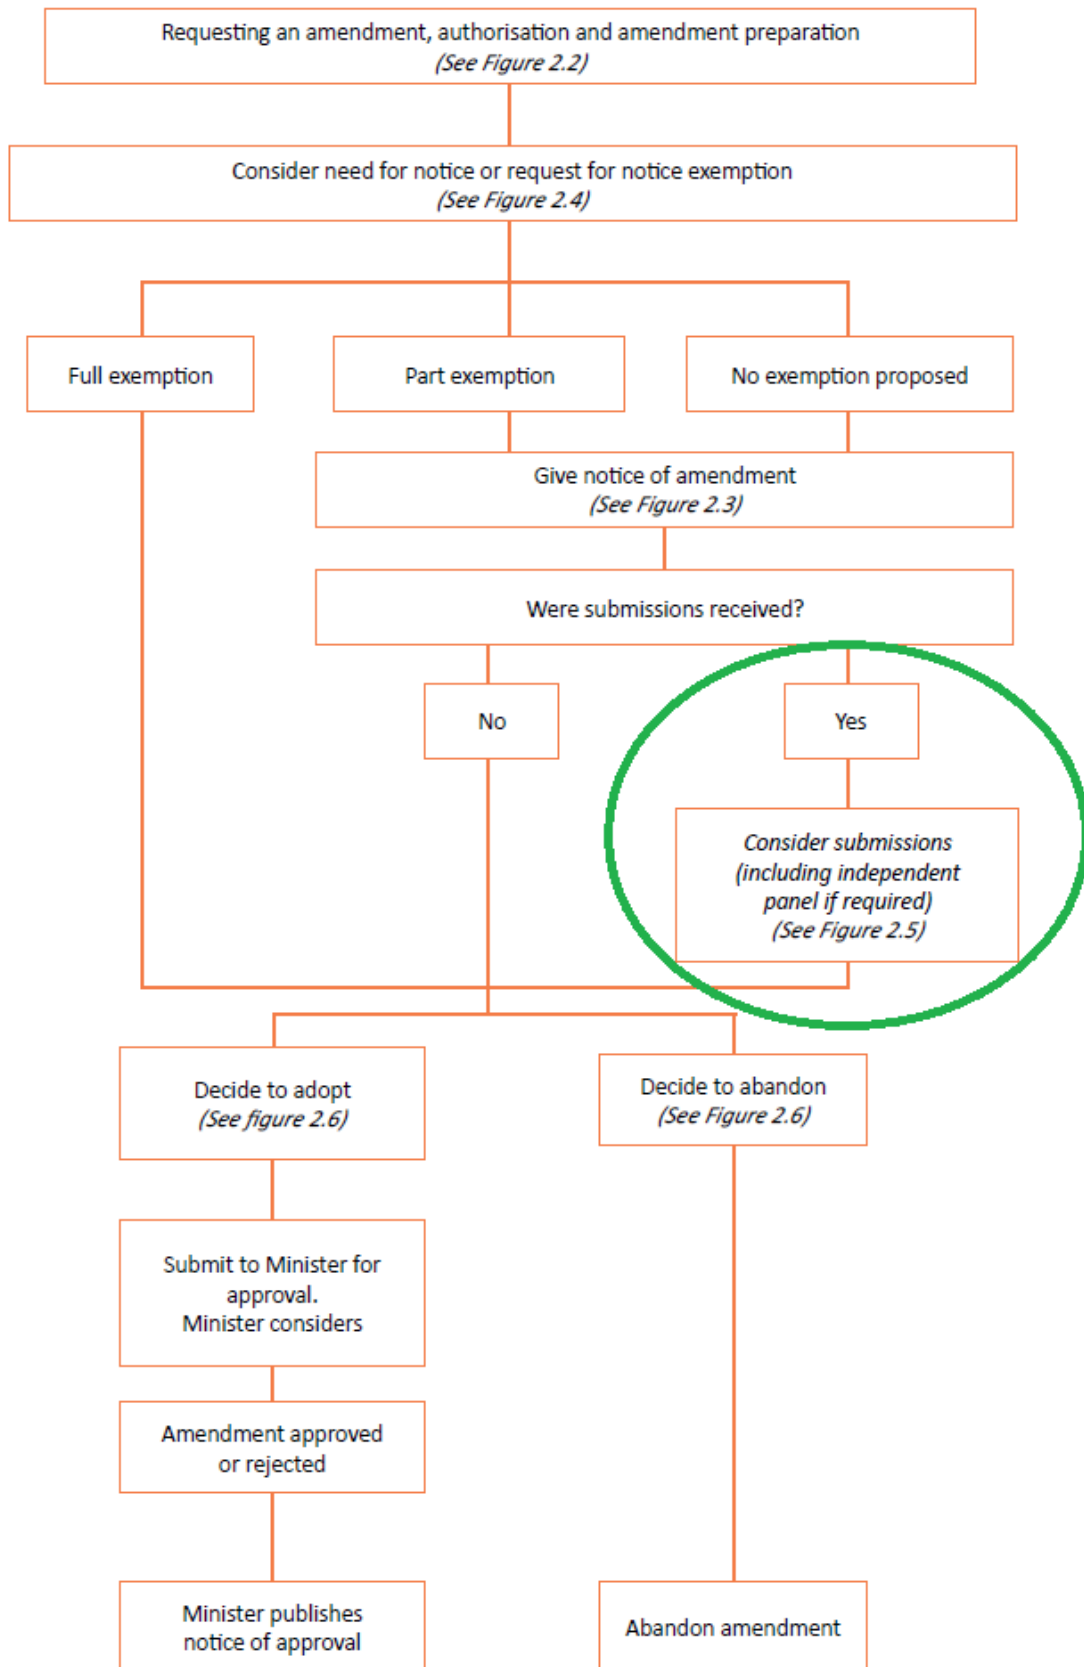 Requesting an amendment, authorisation and amendment preparation
(See Figure 2.2)
Consider need for notice or request for notice exemption
(See Figure 2.4)
Full exemption
Part exemption
No exemption proposed
Give notice of amendment
(See Figure 2.3)
Were submissions received?
No
Yes
Consider submissions
(including independent
panel if required)
(See Figure 2.5)
Decide to adopt
(See figure 2.6)
Decide to abandon
(See Figure 2.6)
Submit to Minister for
approval.
Minister considers
Amendment approved
or rejected
Minister publishes
notice of approval
Abandon amendment